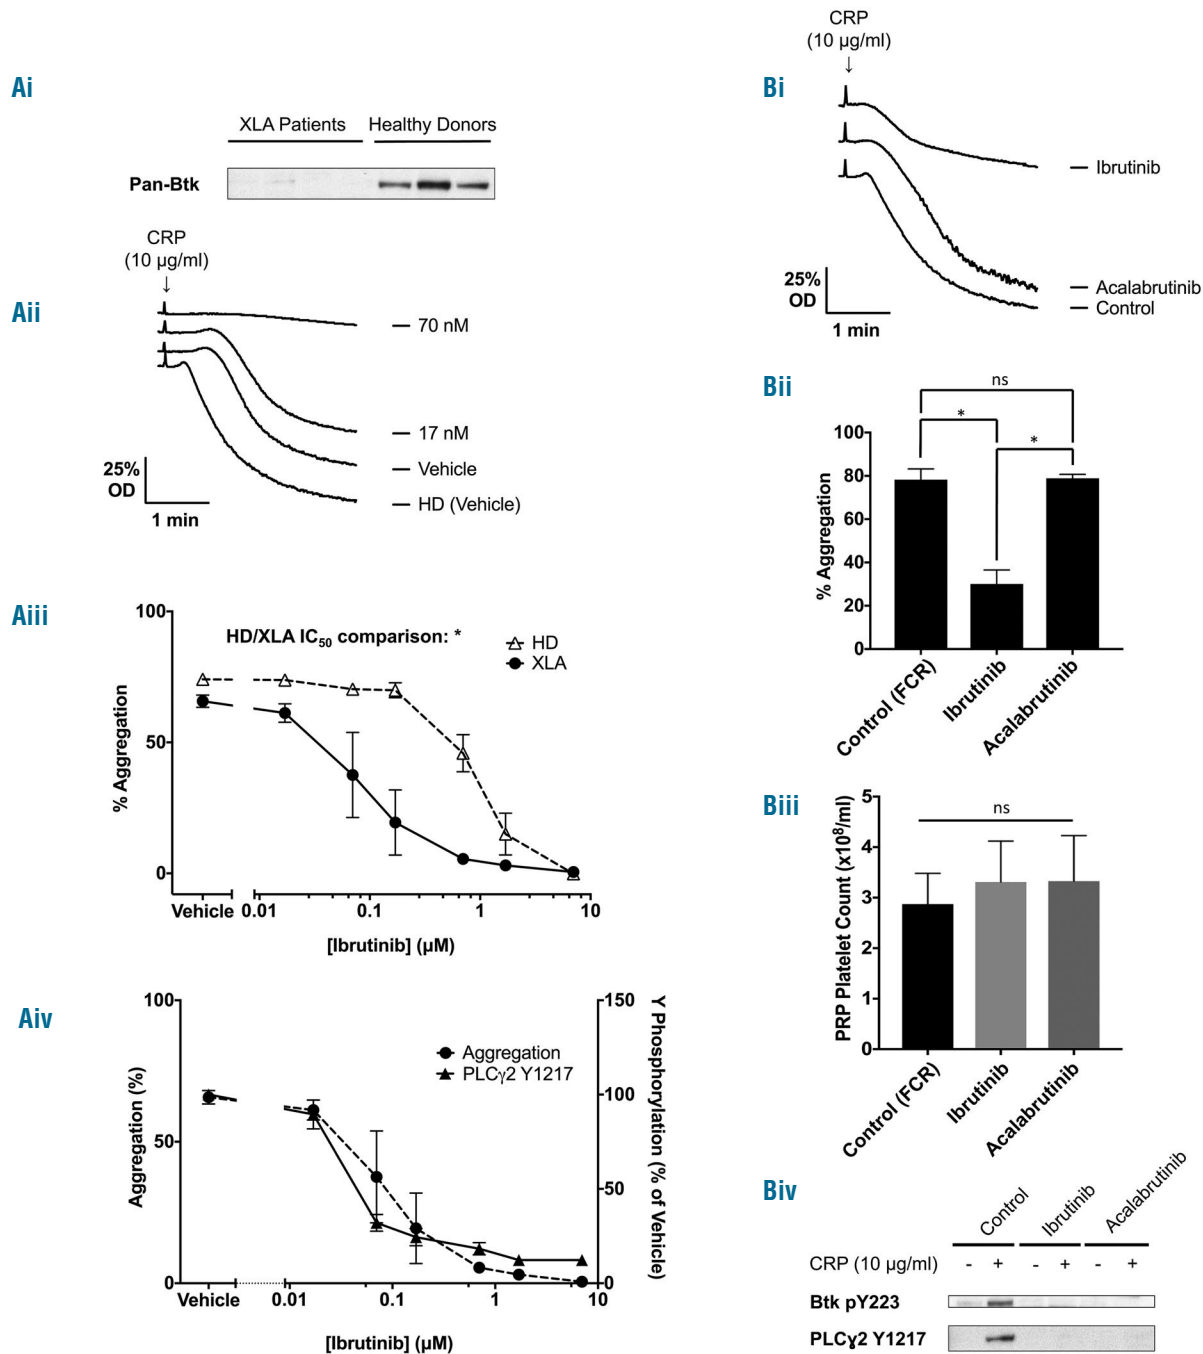 Ai
XLA Patients Healthy Donors
Pan-Btk
Aii
CRP
(10 µg/ml)
↓
70 nM
17 nM
Vehicle
HD (Vehicle)
25%
OD
1 min
Aiii
HD/XLA IC50 comparison: *
HD
XLA
100
50
0
% Aggregation
Vehicle 0.01 0.1 1 10
[Ibrutinib] (µM)
Aiv
Aggregation
PLCγ2 Y1217
100
50
0
Aggregation (%)
150
100
50
0
Y Phosphorylation (% of Vehicle)
Vehicle 0.01 0.1 1 10
[Ibrutinib] (µM)
Bi
CRP
(10 µg/ml)
↓
Ibrutinib
Acalabrutinib
Control
25%
OD
1 min
Bii
ns
*
*
100
80
60
40
20
0
% Aggregation
Control (FCR)
Ibrutinib
Acalabrutinib
Biii
ns
5
4
3
2
1
0
PRP Platelet Count (x10⁸/ml)
Control (FCR)
Ibrutinib
Acalabrutinib
Biv
Control
Ibrutinib
Acalabrutinib
CRP (10 µg/ml) - + - + - +
Btk pY223
PLCɣ2 Y1217